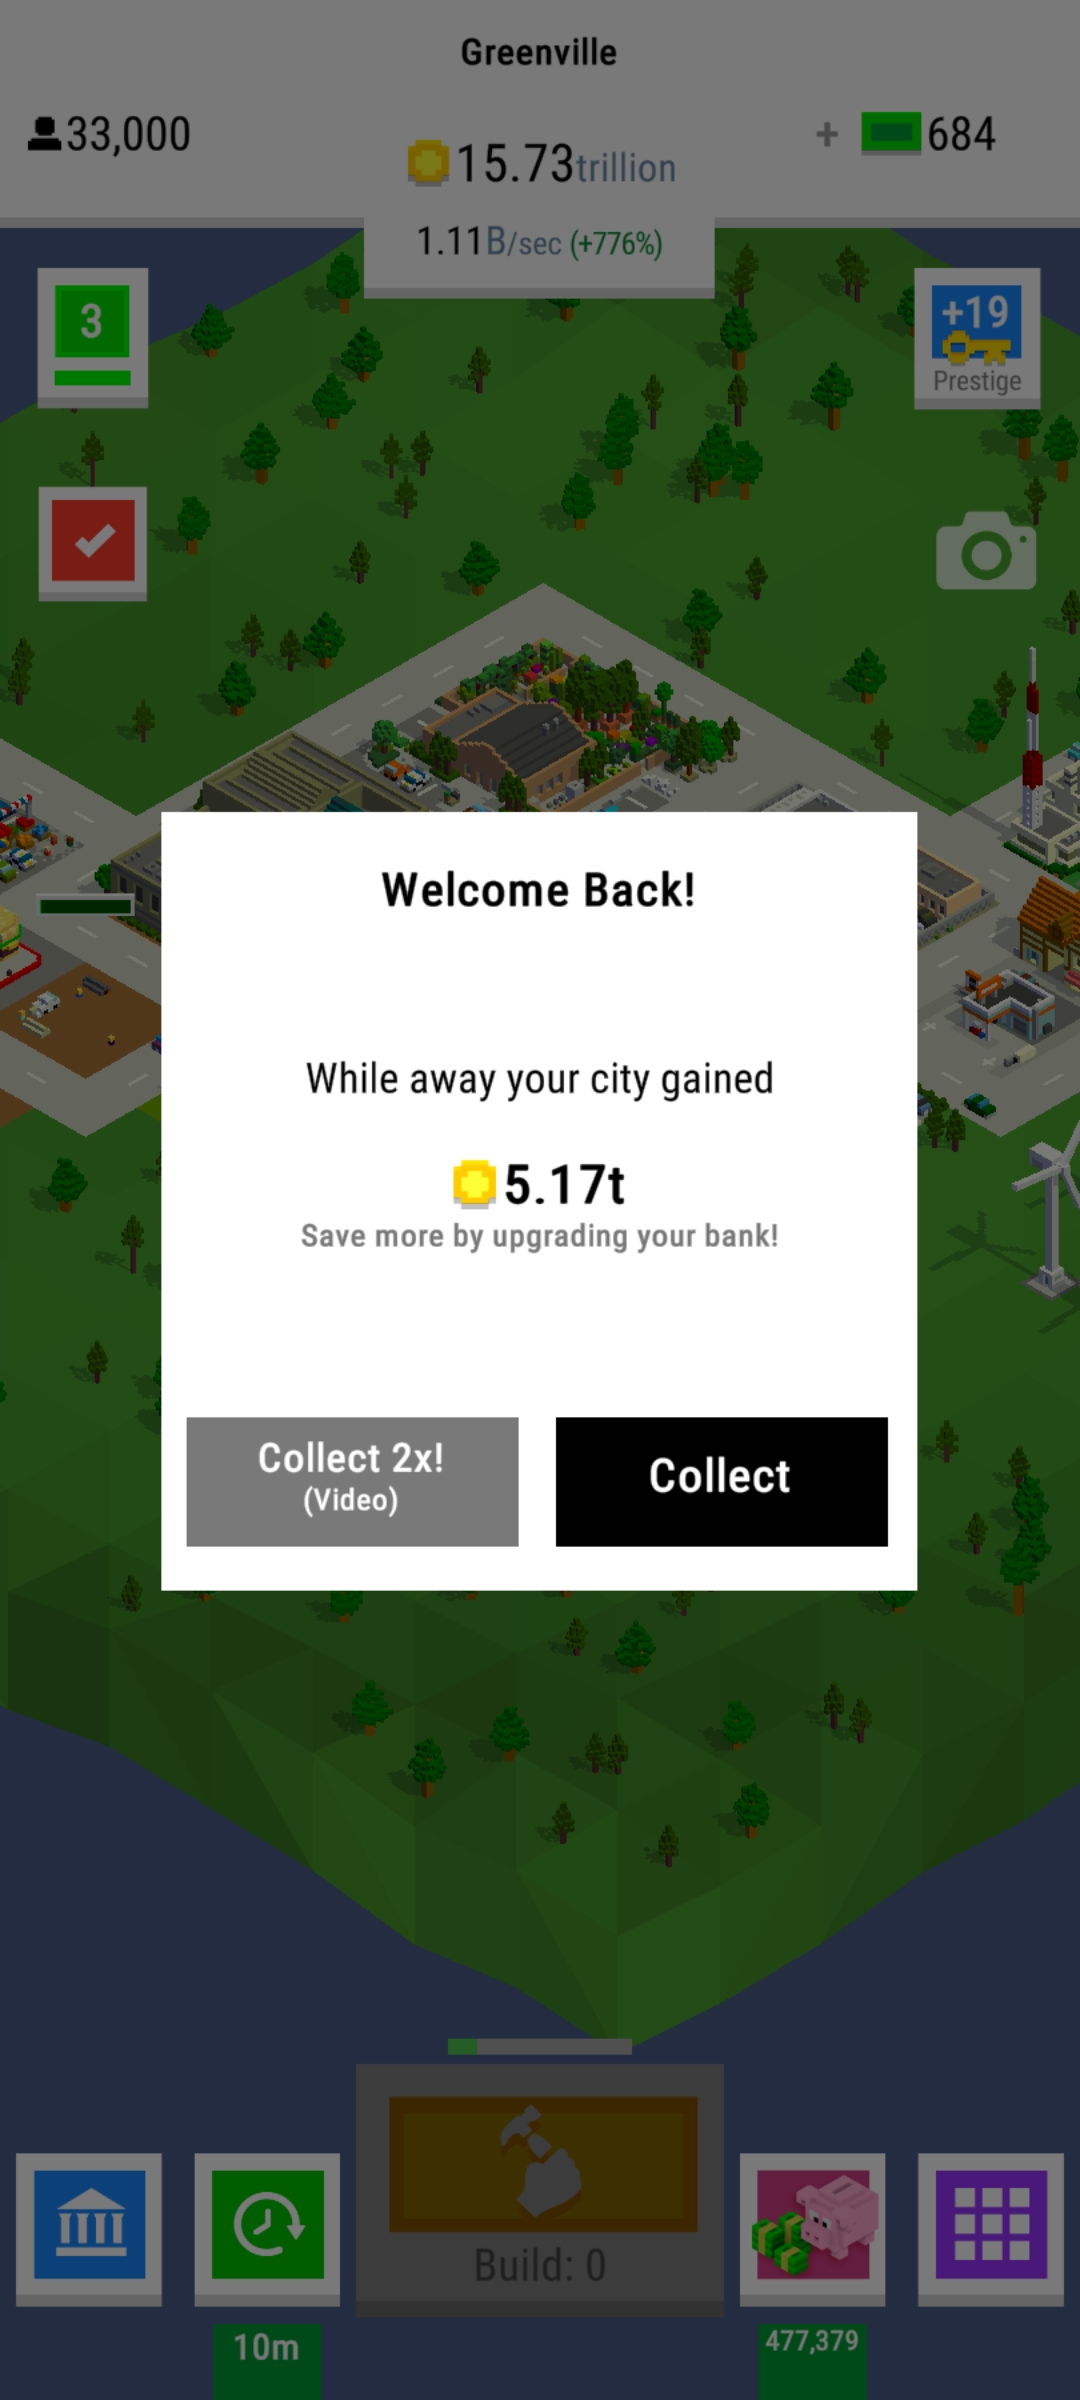 Greenville
33,000
15.73trillion
+ 684
1.11B/sec (+776%)
3
+19
Prestige
Welcome Back!
While away your city gained
5.17t
Save more by upgrading your bank!
Collect 2x!
(Video)
Collect
Build: 0
10m
477,379